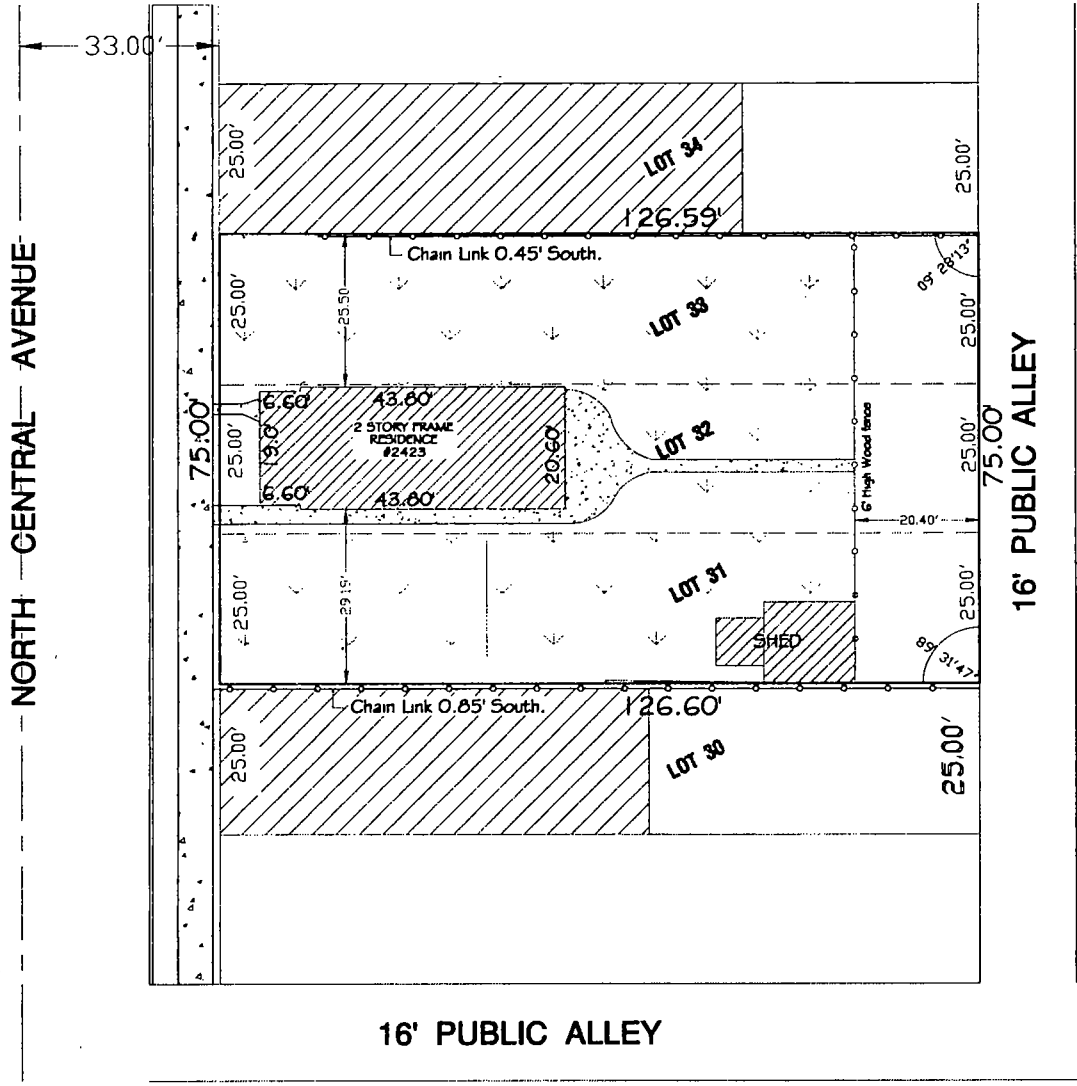 33.00'
25.00'
LOT 34
25.00'
126.59'
Chain Link 0.45' South.
09° 28'13"
25.00'
25.50
LOT 33
25.00'
NORTH CENTRAL AVENUE
75.00'
6.60'
43.80'
2 STORY FRAME
RESIDENCE
#2423
25.00'
19.0'
20.60'
LOT 32
6" High Wood fence
25.00'
75.00'
16' PUBLIC ALLEY
6.60'
43.80'
20.40'
25.00'
29.19'
LOT 31
25.00'
SHED
89° 31'47"
Chain Link 0.85' South.
126.60'
25.00'
LOT 30
25.00'
16' PUBLIC ALLEY